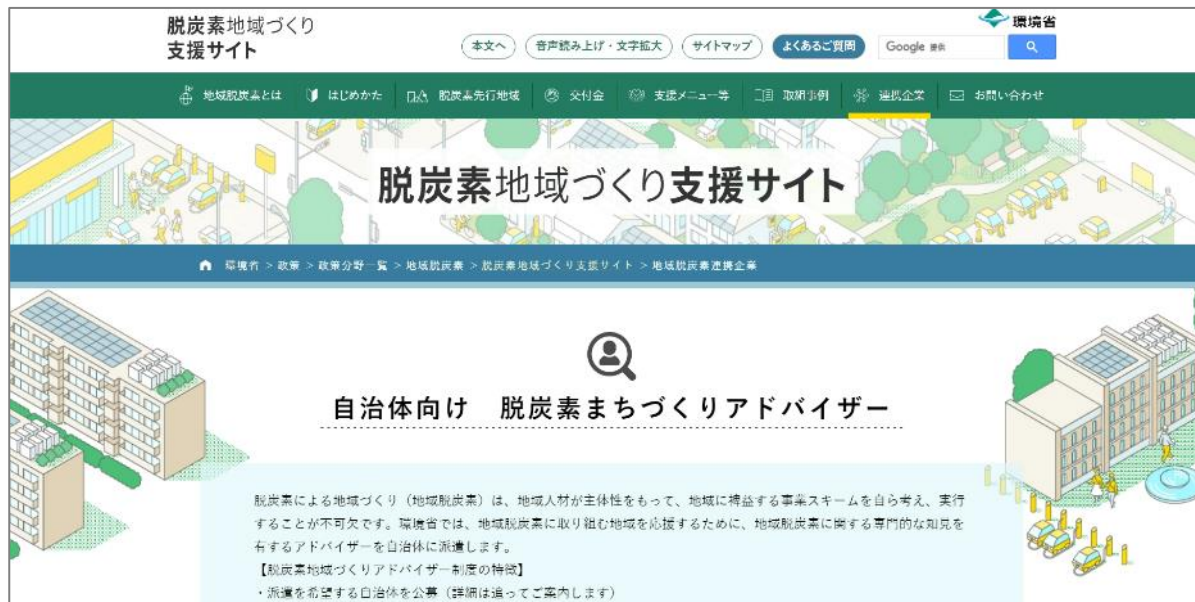 脱炭素地域づくり
支援サイト
環境省
本文へ
音声読み上げ・文字拡大
サイトマップ
よくあるご質問
Google 提供
地域脱炭素とは
はじめかた
脱炭素先行地域
交付金
支援メニュー等
取組事例
連携企業
お問い合わせ
脱炭素地域づくり支援サイト
環境省 > 政策 > 政策分野一覧 > 地域脱炭素 > 脱炭素地域づくり支援サイト > 地域脱炭素連携企業
自治体向け 脱炭素まちづくりアドバイザー
脱炭素による地域づくり（地域脱炭素）は、地域人材が主体性をもって、地域に裨益する事業スキームを自ら考え、実行
することが不可欠です。環境省では、地域脱炭素に取り組む地域を応援するために、地域脱炭素に関する専門的な知見を
有するアドバイザーを自治体に派遣します。
【脱炭素地域づくりアドバイザー制度の特徴】
・派遣を希望する自治体を公募（詳細は追ってご案内します）